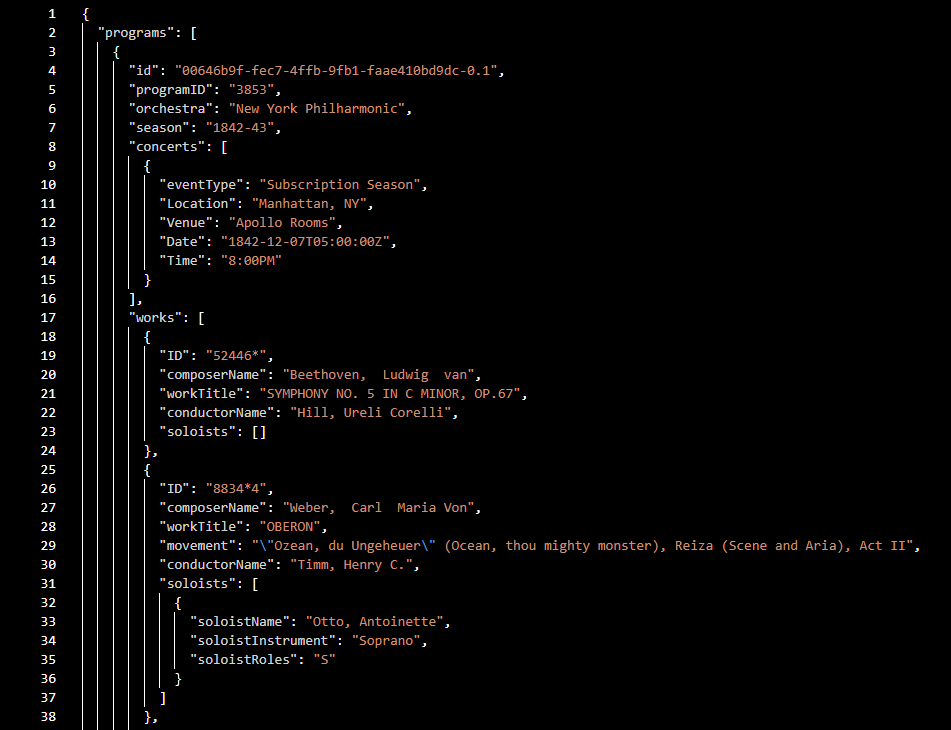 1 {
2 "programs": [
3 {
4 "id": "00646b9f-fec7-4ffb-9fb1-faae410bd9dc-0.1",
5 "programID": "3853",
6 "orchestra": "New York Philharmonic",
7 "season": "1842-43",
8 "concerts": [
9 {
10 "eventType": "Subscription Season",
11 "Location": "Manhattan, NY",
12 "Venue": "Apollo Rooms",
13 "Date": "1842-12-07T05:00:00Z",
14 "Time": "8:00PM"
15 }
16 ],
17 "works": [
18 {
19 "ID": "52446*",
20 "composerName": "Beethoven,  Ludwig  van",
21 "workTitle": "SYMPHONY NO. 5 IN C MINOR, OP.67",
22 "conductorName": "Hill, Ureli Corelli",
23 "soloists": []
24 },
25 {
26 "ID": "8834*4",
27 "composerName": "Weber,  Carl  Maria Von",
28 "workTitle": "OBERON",
29 "movement": "\"Ozean, du Ungeheuer\" (Ocean, thou mighty monster), Reiza (Scene and Aria), Act II",
30 "conductorName": "Timm, Henry C.",
31 "soloists": [
32 {
33 "soloistName": "Otto, Antoinette",
34 "soloistInstrument": "Soprano",
35 "soloistRoles": "S"
36 }
37 ]
38 },